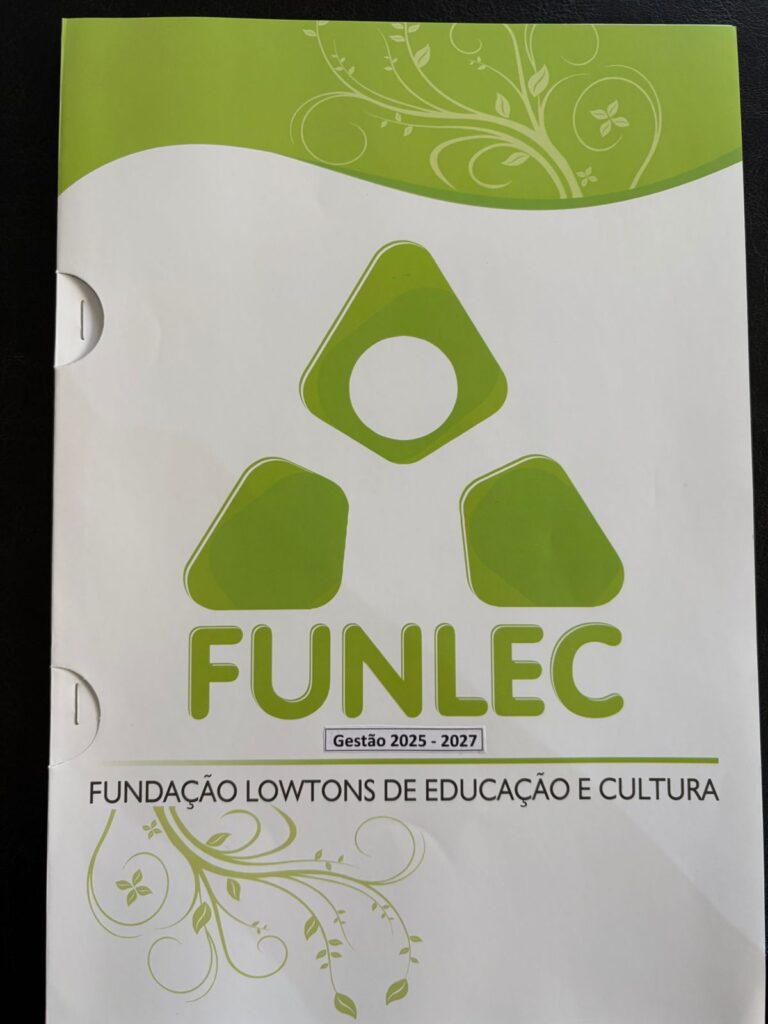 FUNLEC
Gestão 2025 - 2027
FUNDAÇÃO LOWTONS DE EDUCAÇÃO E CULTURA